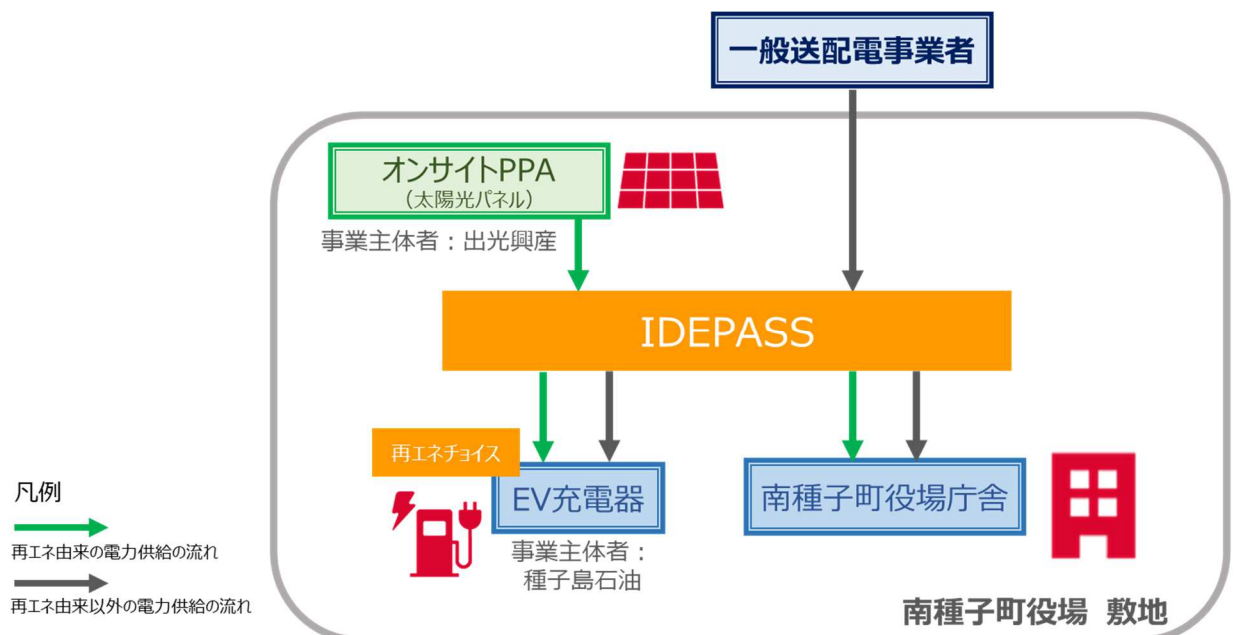 一般送配電事業者
オンサイトPPA
（太陽光パネル）
事業主体者：出光興産
IDEPASS
再エネチョイス
EV充電器
南種子町役場庁舎
事業主体者：
種子島石油
凡例
再エネ由来の電力供給の流れ
再エネ由来以外の電力供給の流れ
南種子町役場 敷地